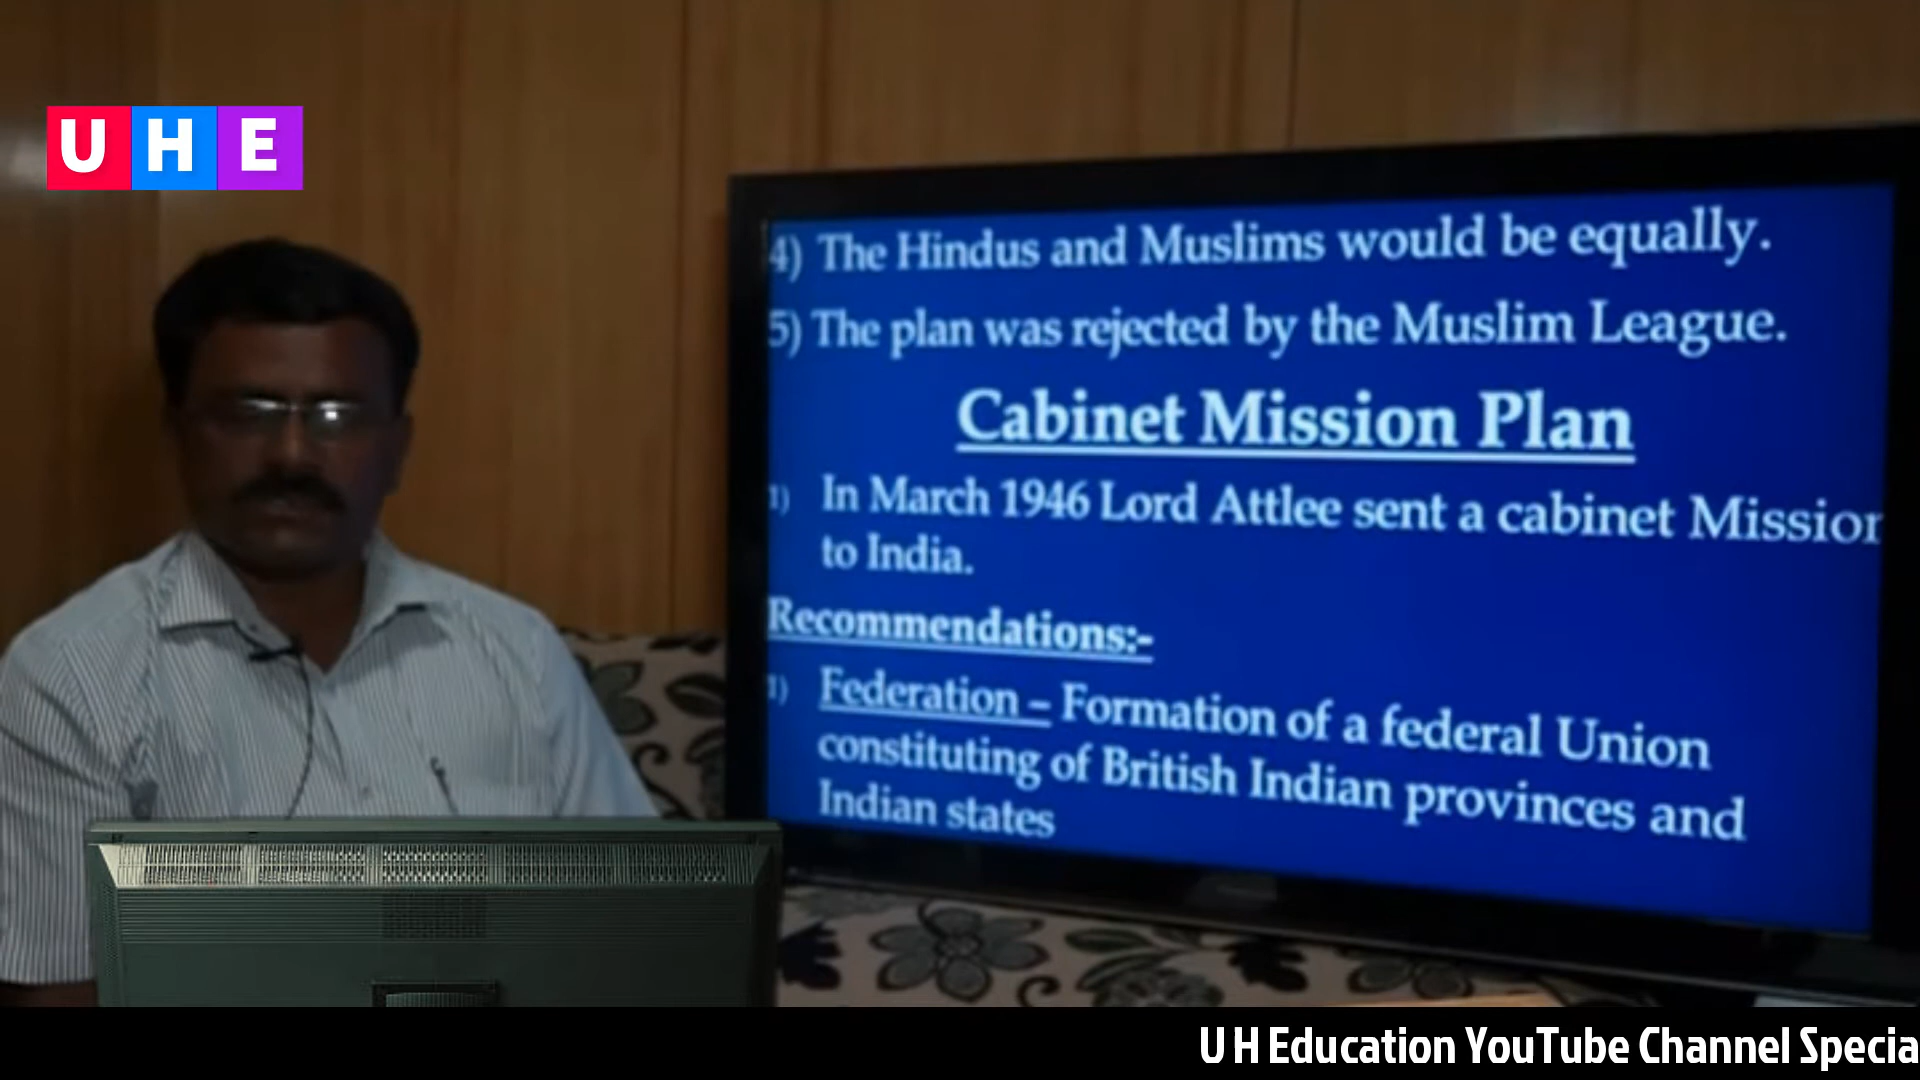 UHE
4) The Hindus and Muslims would be equally.
5) The plan was rejected by the Muslim League.
Cabinet Mission Plan
1) In March 1946 Lord Attlee sent a cabinet Mission
to India.
Recommendations:-
1) Federation – Formation of a federal Union
constituting of British Indian provinces and
Indian states
U H Education YouTube Channel Specia